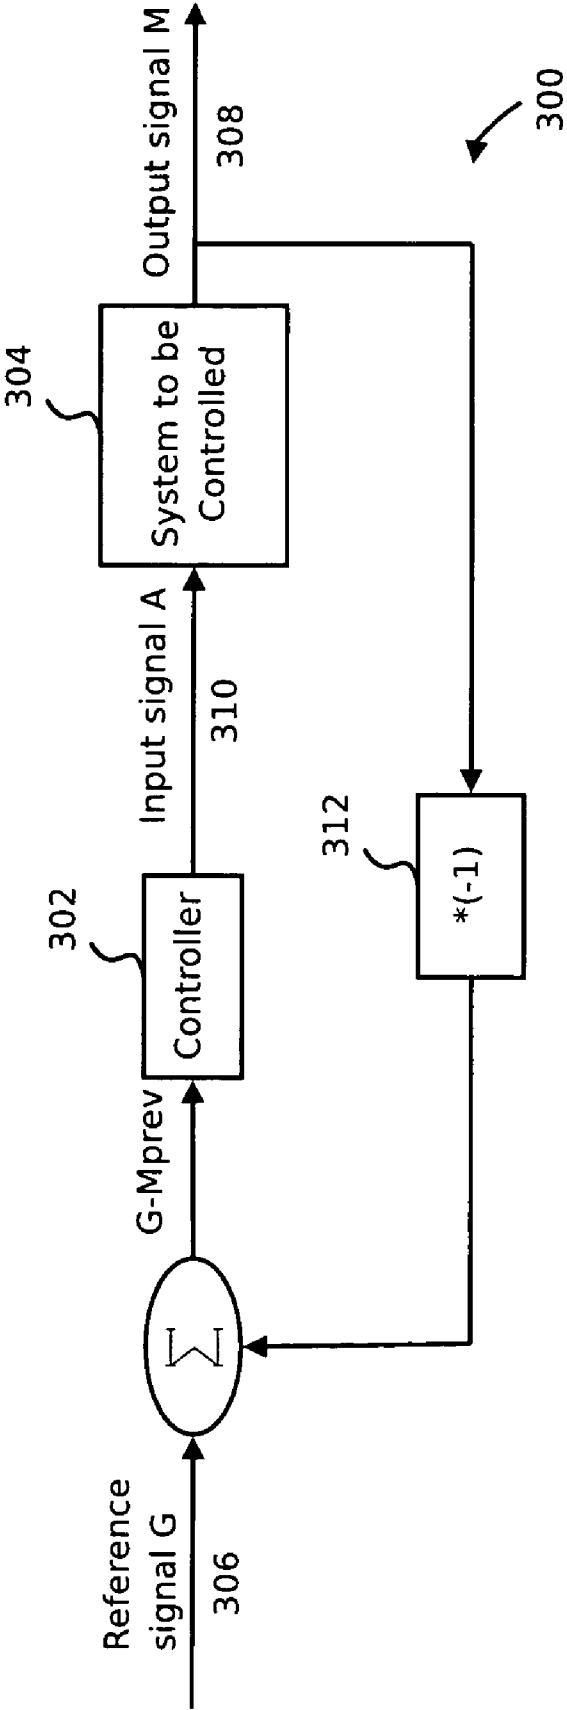 Reference
signal G
306
Σ
G-Mprev
302
Controller
Input signal A
310
304
System to be
Controlled
Output signal M
308
312
*(-1)
300